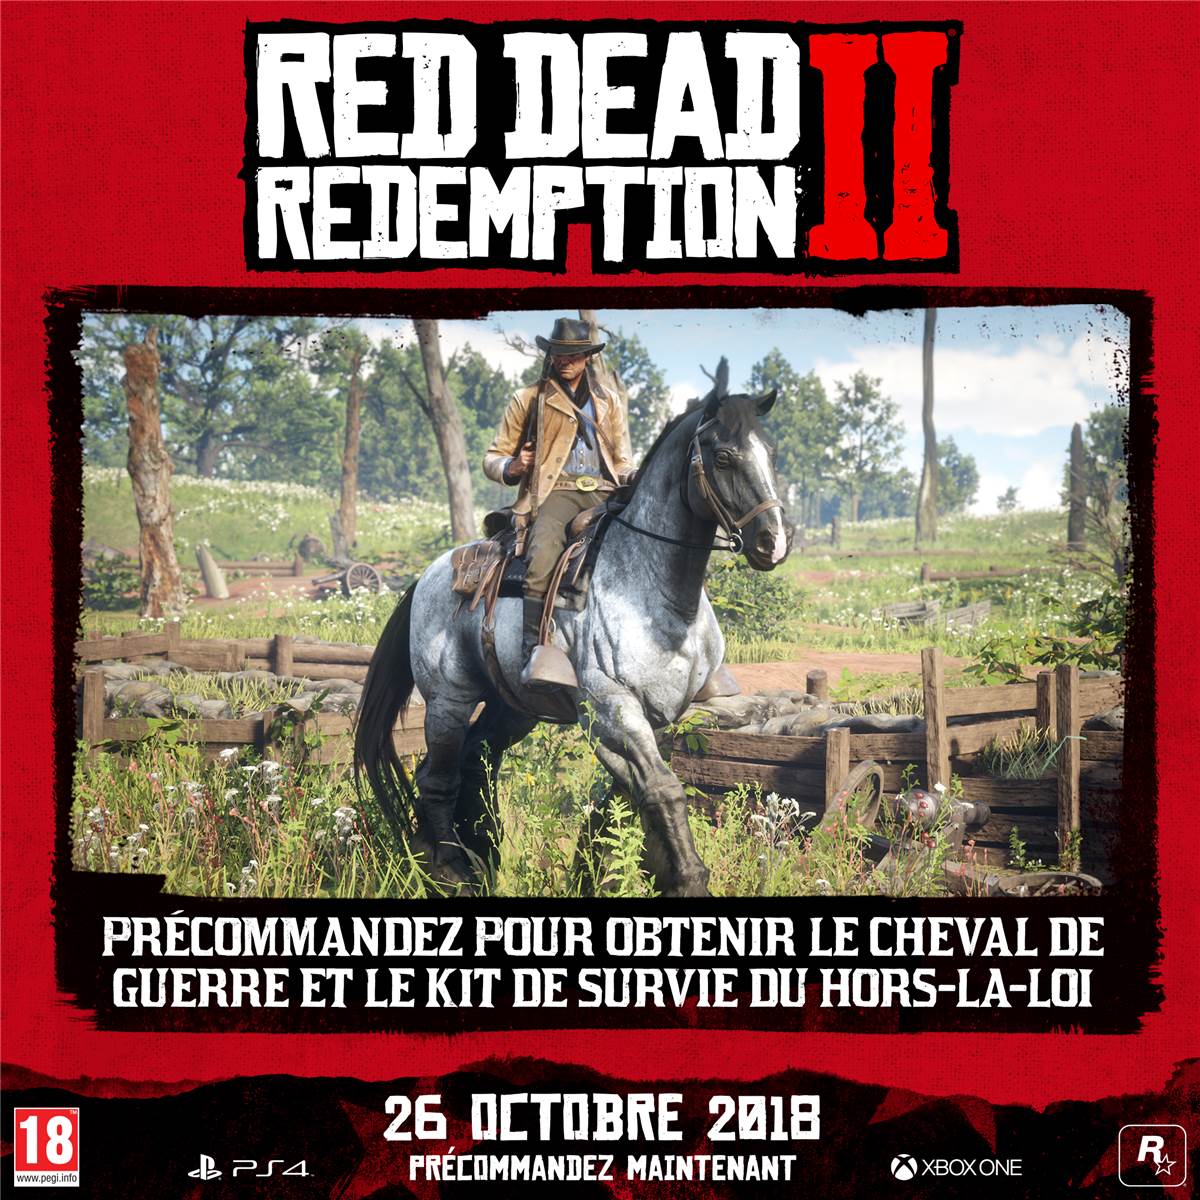 RED DEAD
REDEMPTION II
PRÉCOMMANDEZ POUR OBTENIR LE CHEVAL DE
GUERRE ET LE KIT DE SURVIE DU HORS-LA-LOI
26 OCTOBRE 2018
PRÉCOMMANDEZ MAINTENANT
18
www.pegi.info
PS4
XBOX ONE
R